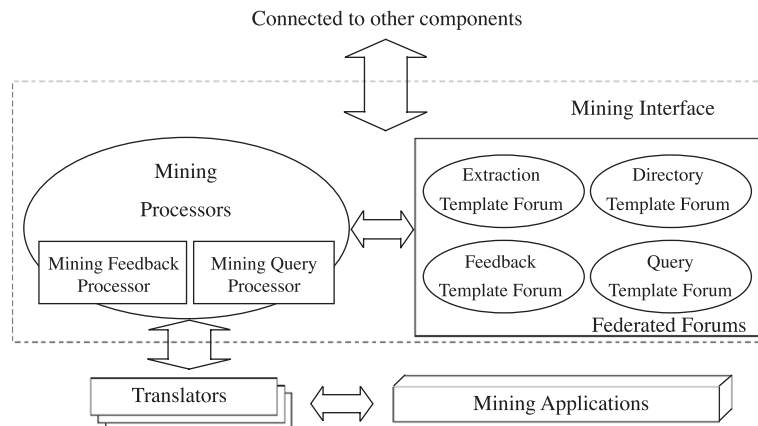 Connected to other components
Mining Interface
Mining
Processors
Mining Feedback
Processor
Mining Query
Processor
Extraction
Template Forum
Directory
Template Forum
Feedback
Template Forum
Query
Template Forum
Federated Forums
Translators
Mining Applications